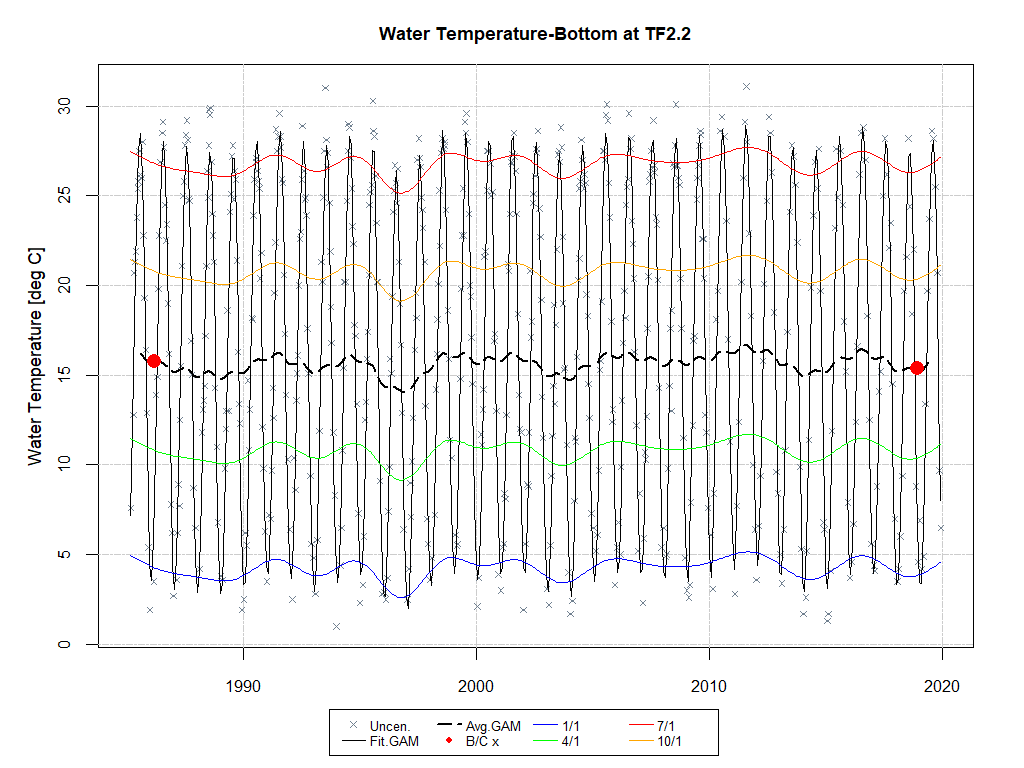 Water Temperature-Bottom at TF2.2
Water Temperature [deg C]
30
25
20
15
10
5
0
1990 2000 2010 2020
Uncen. Avg.GAM 1/1 7/1
Fit.GAM B/C x 4/1 10/1